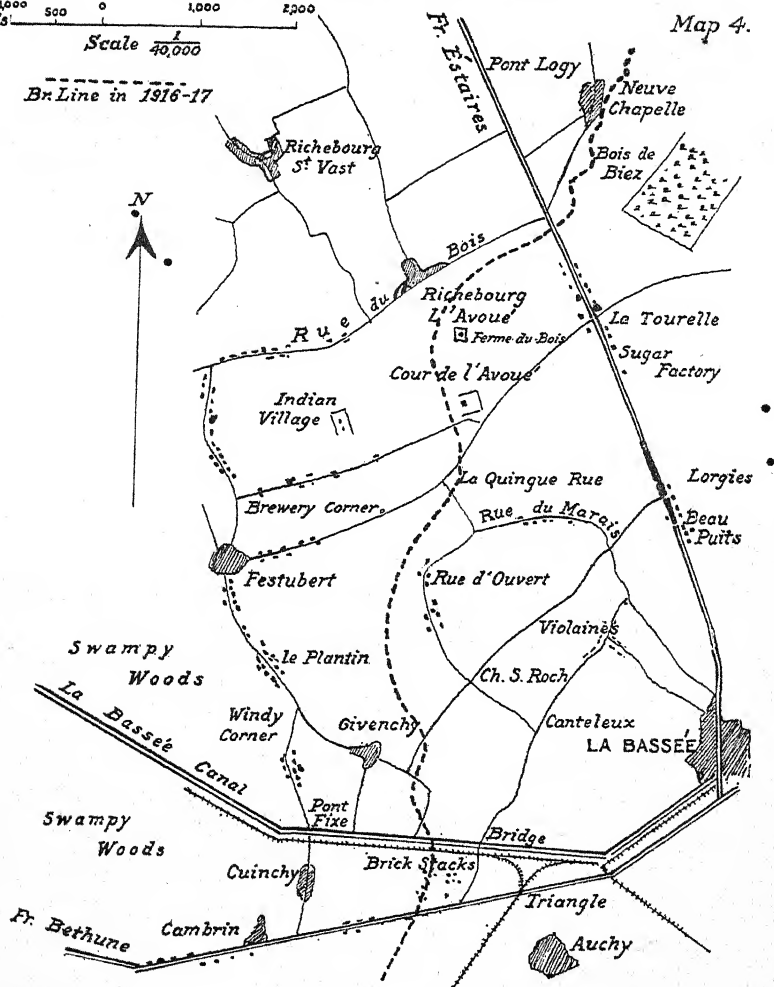 1,000 500 0 1,000 2,000
Scale 1/40,000
Br. Line in 1916-17
Map 4.
Fr. Estaires
Pont Logy
Neuve
Chapelle
Richebourg
St Vast
Bois de
Biez
N
Rue du Bois
Richebourg
L'Avoue
Ferme du Bois
La Tourelle
Sugar
Factory
Cour de l'Avoué
Indian
Village
La Quinque Rue
Lorgies
Brewery Corner
Rue du Marais
Beau
Puits
Festubert
Rue d'Ouvert
Violaines
Swampy
Woods
le Plantin
Ch. S. Roch
La Basseé Canal
Windy
Corner
Givenchy
Canteleux
LA BASSEÉ
Pont
Fixe
Bridge
Swampy
Woods
Cuinchy
Brick Stacks
Triangle
Fr. Bethune
Cambrin
Auchy